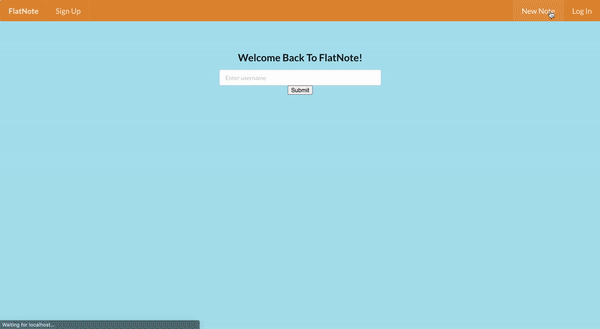 FlatNote Sign Up New Note Log In
Welcome Back To FlatNote!
Enter username
Submit
Waiting for localhost...